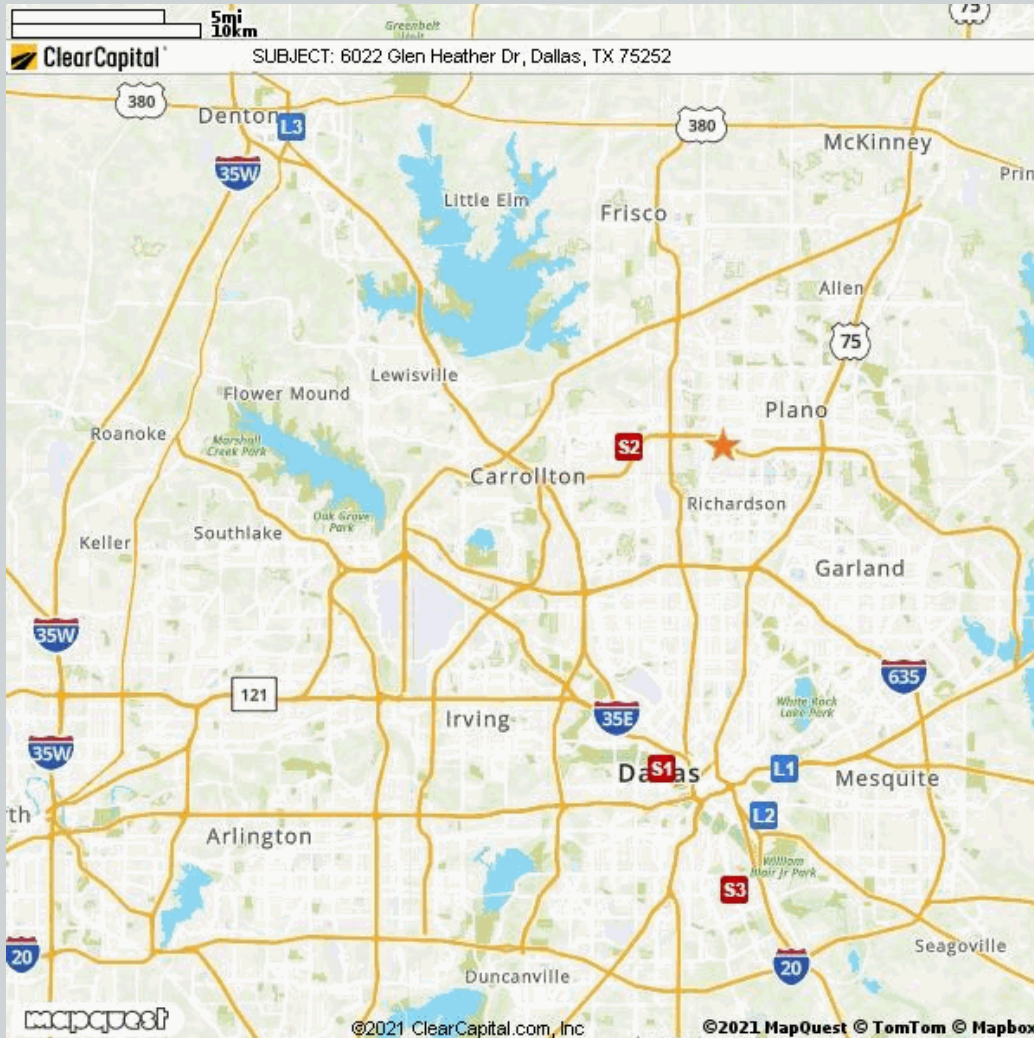 5mi
10km
Greenbelt
75
ClearCapital
SUBJECT: 6022 Glen Heather Dr, Dallas, TX 75252
380
Denton
L3
380
McKinney
35W
Prin
Little Elm
Frisco
Allen
75
Lewisville
Flower Mound
Plano
Roanoke
Marshall
Creek Park
S2
Carrollton
Richardson
Oak Grove
Park
Southlake
Keller
Garland
35W
635
121
White Rock
Lake Park
Irving
35E
35W
Dallas
S1
L1
Mesquite
th
L2
Arlington
William
Blair Jr Park
S3
Seagoville
20
Duncanville
20
mapquest
©2021 ClearCapital.com, Inc
©2021 MapQuest © TomTom © Mapbox